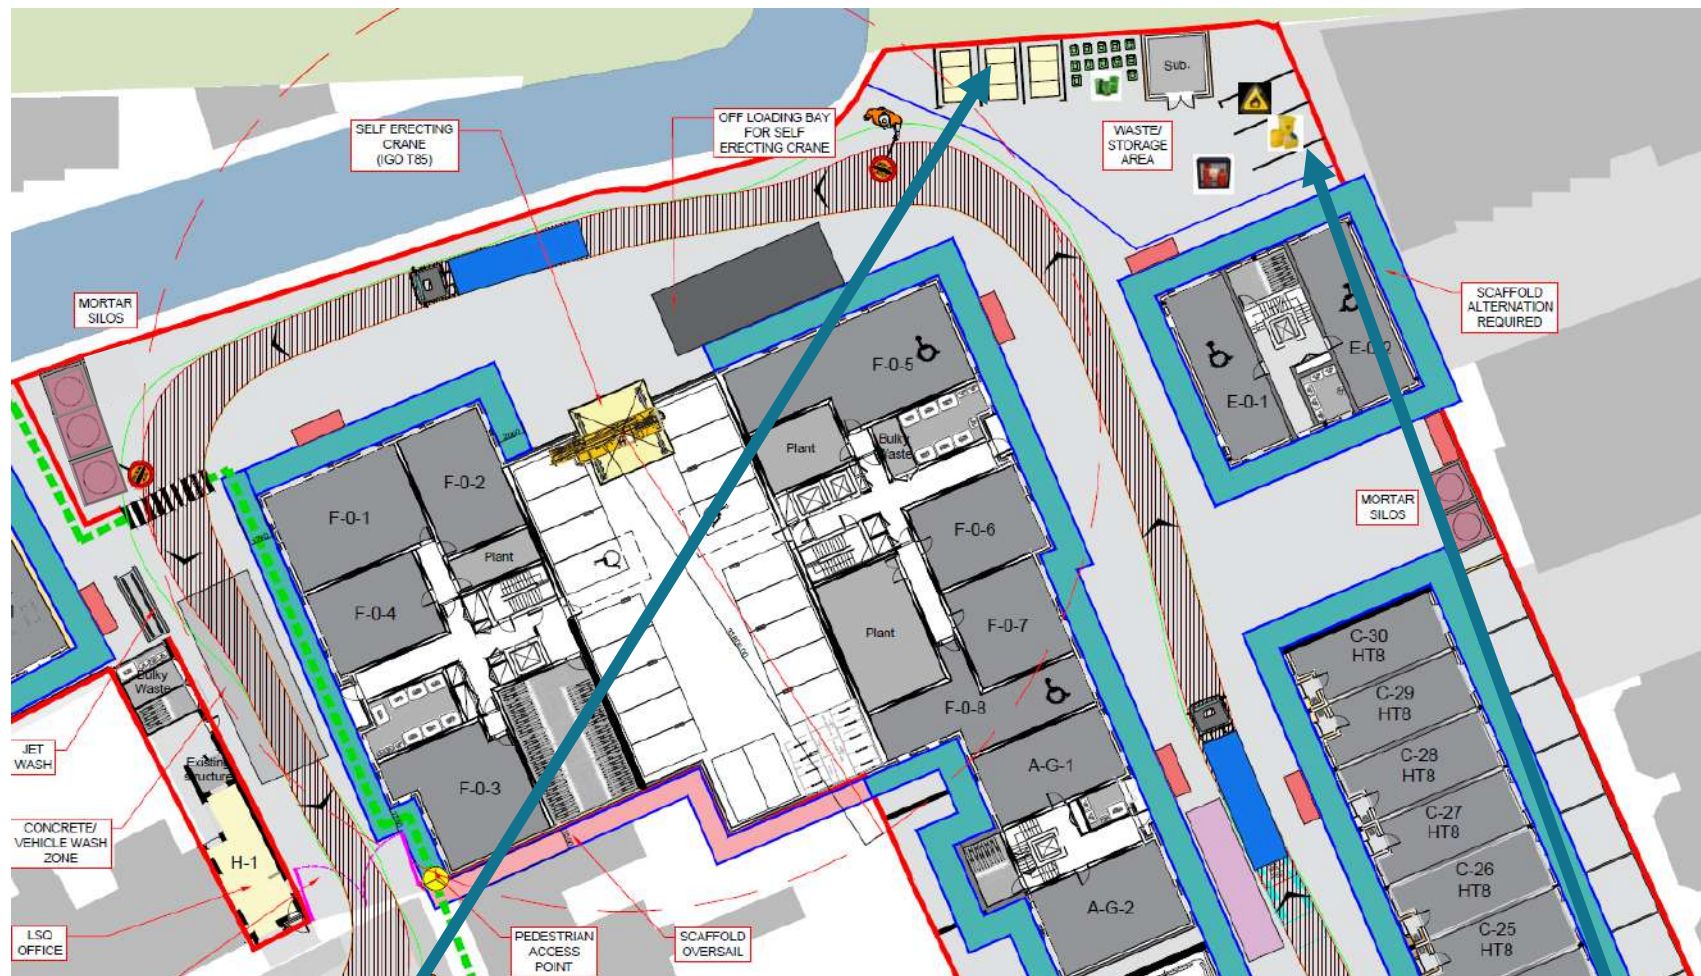 SELF ERECTING
CRANE
(IGO T85)
OFF LOADING BAY
FOR SELF
ERECTING CRANE
Sub.
WASTE/
STORAGE
AREA
MORTAR
SILOS
SCAFFOLD
ALTERNATION
REQUIRED
F-0-5
E-0-2
E-0-1
Plant
Bulky
Waste
F-0-2
F-0-1
F-0-6
MORTAR
SILOS
Plant
F-0-4
F-0-7
Plant
C-30
HT8
C-29
HT8
F-0-8
Bulky
Waste
JET
WASH
Existing
structure
C-28
HT8
A-G-1
F-0-3
C-27
HT8
CONCRETE/
VEHICLE WASH
ZONE
H-1
C-26
HT8
A-G-2
LSQ
OFFICE
PEDESTRIAN
ACCESS
POINT
SCAFFOLD
OVERSAIL
C-25
HT8